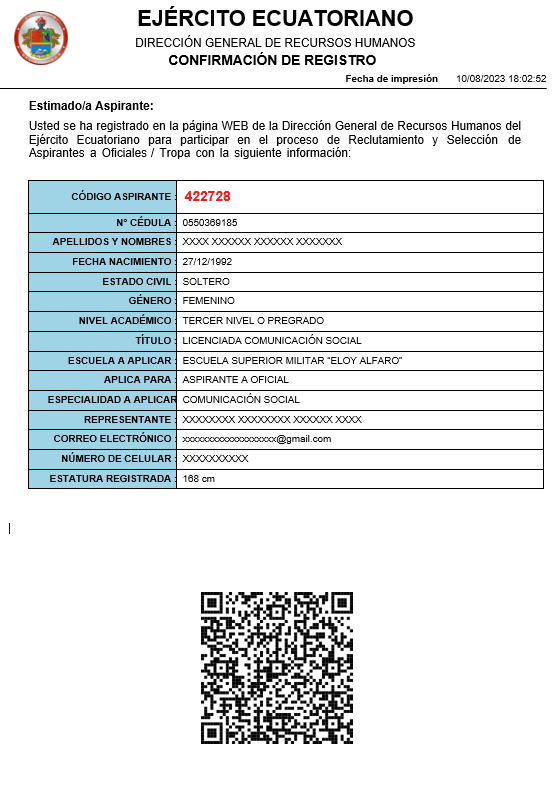 EJÉRCITO ECUATORIANO
DIRECCIÓN GENERAL DE RECURSOS HUMANOS
CONFIRMACIÓN DE REGISTRO
Fecha de impresión 10/08/2023 18:02:52
Estimado/a Aspirante:
Usted se ha registrado en la página WEB de la Dirección General de Recursos Humanos del
Ejército Ecuatoriano para participar en el proceso de Reclutamiento y Selección de
Aspirantes a Oficiales / Tropa con la siguiente información:
CÓDIGO ASPIRANTE : 422728
N° CÉDULA : 0550369185
APELLIDOS Y NOMBRES : XXXX XXXXXX XXXXXX XXXXXXX
FECHA NACIMIENTO : 27/12/1992
ESTADO CIVIL : SOLTERO
GÉNERO : FEMENINO
NIVEL ACADÉMICO : TERCER NIVEL O PREGRADO
TÍTULO : LICENCIADA COMUNICACIÓN SOCIAL
ESCUELA A APLICAR : ESCUELA SUPERIOR MILITAR "ELOY ALFARO"
APLICA PARA : ASPIRANTE A OFICIAL
ESPECIALIDAD A APLICAR COMUNICACIÓN SOCIAL
REPRESENTANTE : XXXXXXXX XXXXXXXX XXXXXX XXXX
CORREO ELECTRÓNICO : xxxxxxxxxxxxxxxxxxx@gmail.com
NÚMERO DE CELULAR : XXXXXXXXXX
ESTATURA REGISTRADA : 168 cm